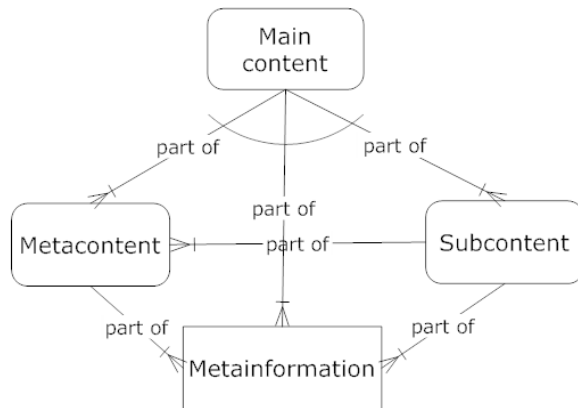 Main
content
part of
part of
part of
Metacontent
part of
Subcontent
part of
part of
Metainformation